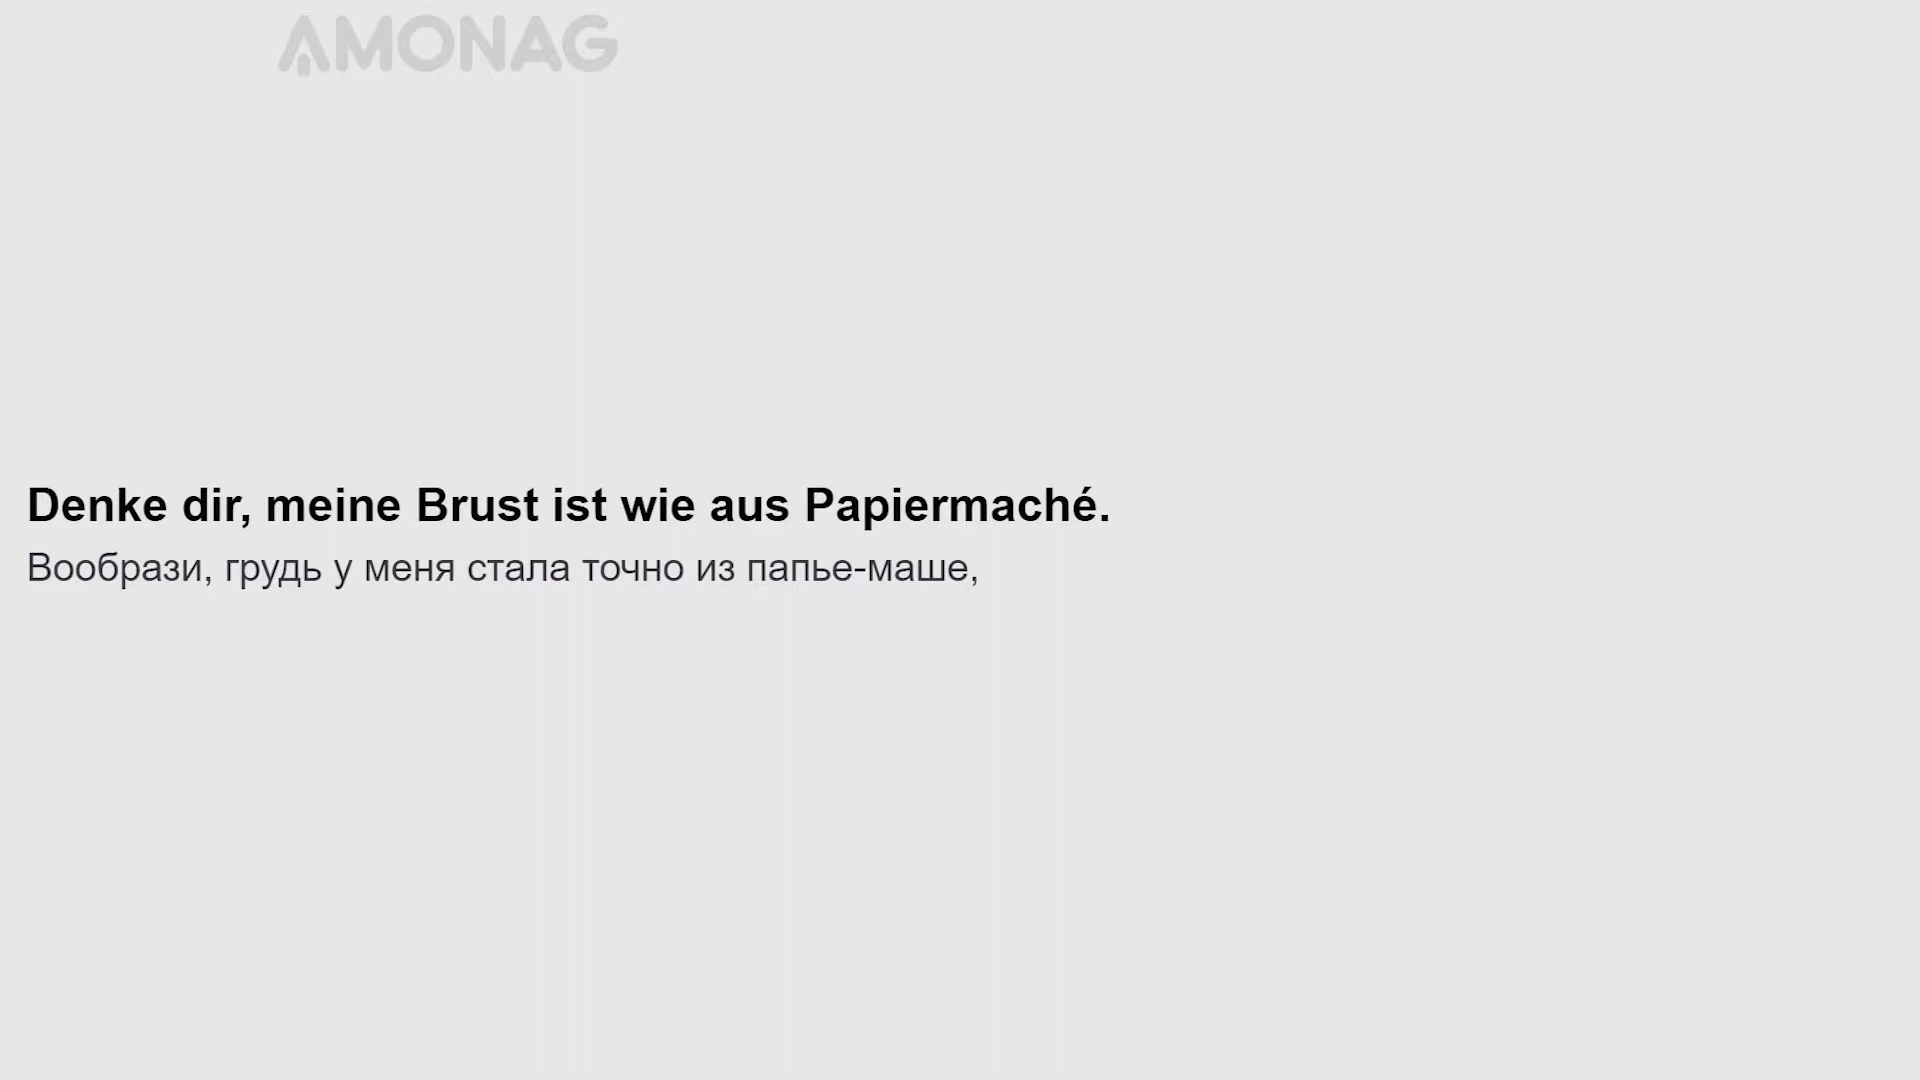 AMONAG
Denke dir, meine Brust ist wie aus Papiermaché.
Вообрази, грудь у меня стала точно из папье-маше,